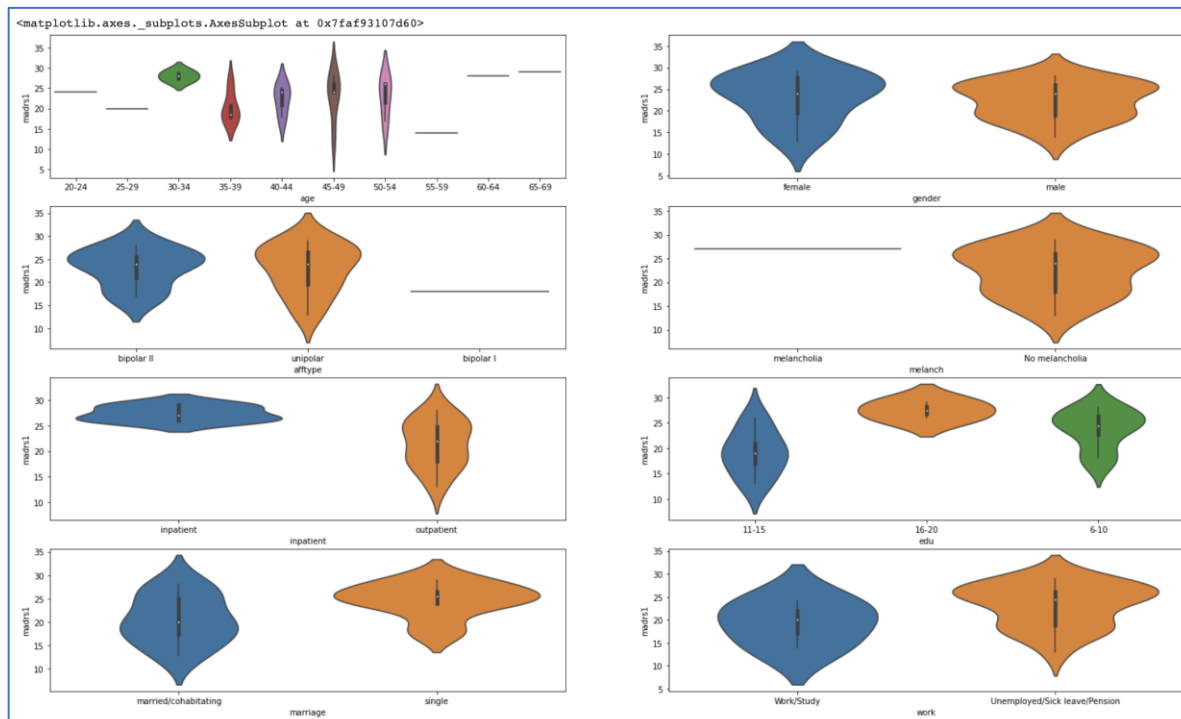 <matplotlib.axes._subplots.AxesSubplot at 0x7faf93107d60>
35
30
25
20
15
10
5
madrs1
20-24 25-29 30-34 35-39 40-44 45-49 50-54 55-59 60-64 65-69
age
35
30
25
20
15
10
5
madrs1
female male
gender
35
30
25
20
15
10
madrs1
bipolar II unipolar bipolar I
afftype
35
30
25
20
15
10
madrs1
melancholia No melancholia
melanch
30
25
20
15
10
madrs1
inpatient outpatient
inpatient
30
25
20
15
10
madrs1
11-15 16-20 6-10
edu
35
30
25
20
15
10
madrs1
married/cohabitating single
marriage
35
30
25
20
15
10
5
madrs1
Work/Study Unemployed/Sick leave/Pension
work